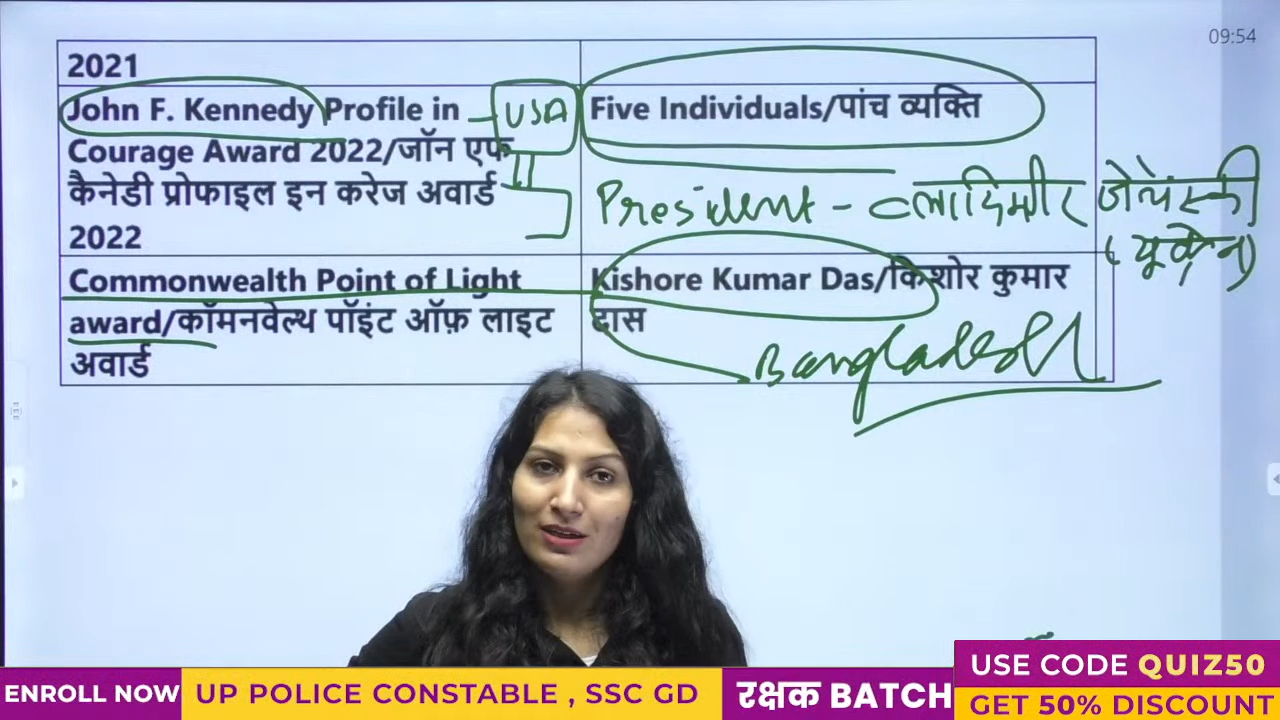 09:54
2021
John F. Kennedy Profile in
Courage Award 2022/जॉन एफ
कैनेडी प्रोफाइल इन करेज अवार्ड
2022
USA
Five Individuals/पांच व्यक्ति
President - व्लादिमीर जेलेंस्की
(यूक्रेन)
Commonwealth Point of Light
award/कॉमनवेल्थ पॉइंट ऑफ़ लाइट
अवार्ड
Kishore Kumar Das/किशोर कुमार
दास
Bangladesh
USE CODE QUIZ50
ENROLL NOW UP POLICE CONSTABLE , SSC GD रक्षक BATCH
GET 50% DISCOUNT